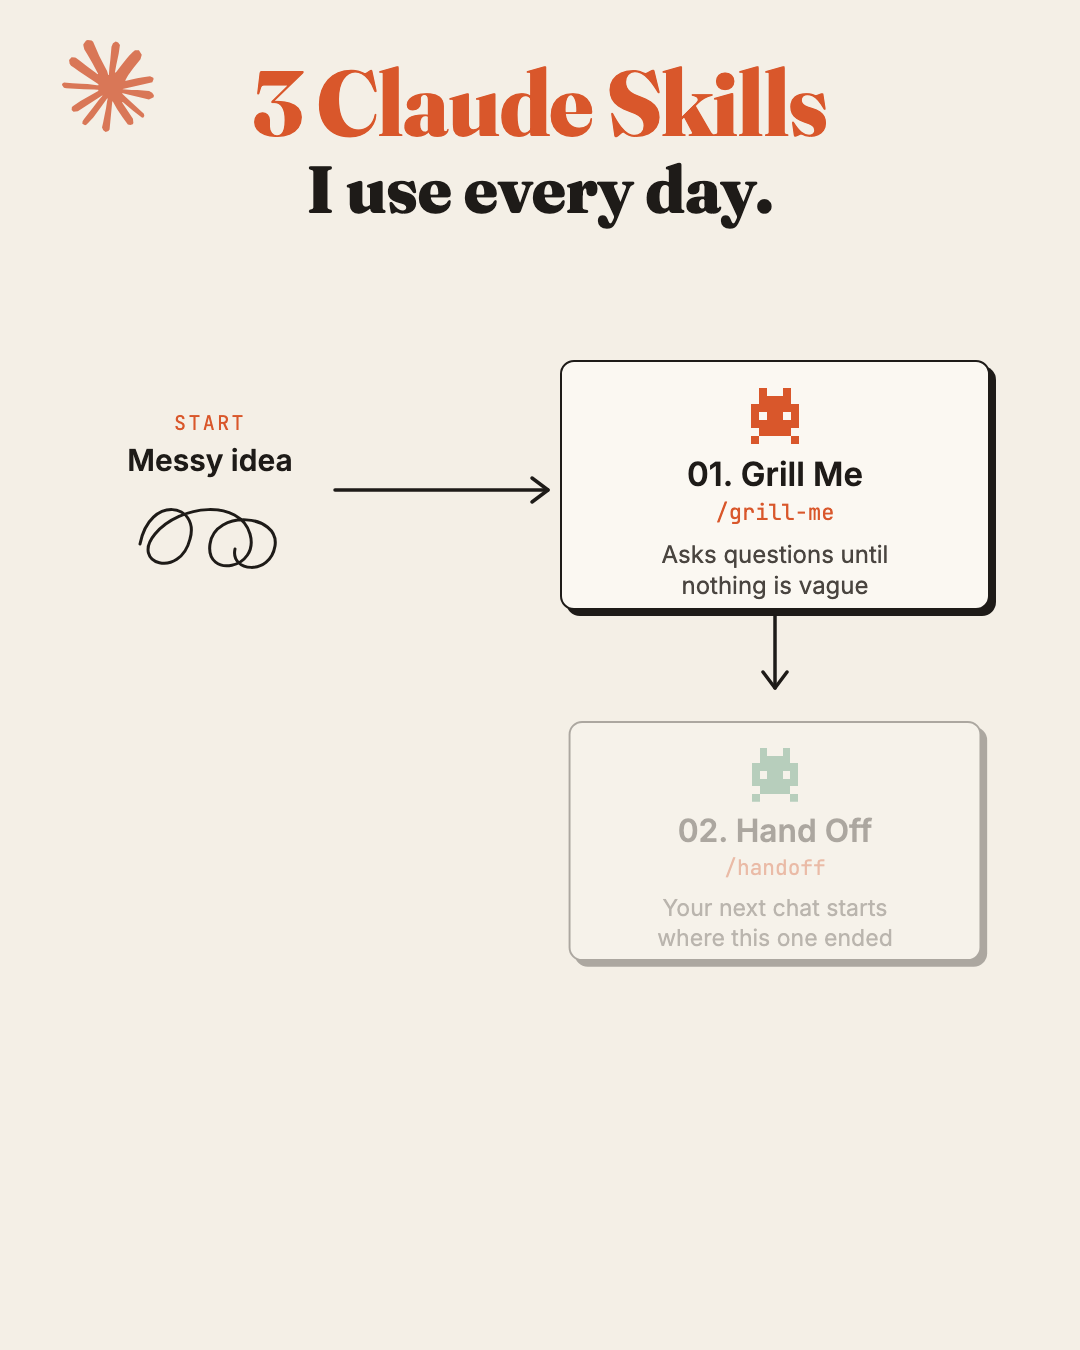 3 Claude Skills
I use every day.
START
Messy idea
01. Grill Me
/grill-me
Asks questions until
nothing is vague
02. Hand Off
/handoff
Your next chat starts
where this one ended